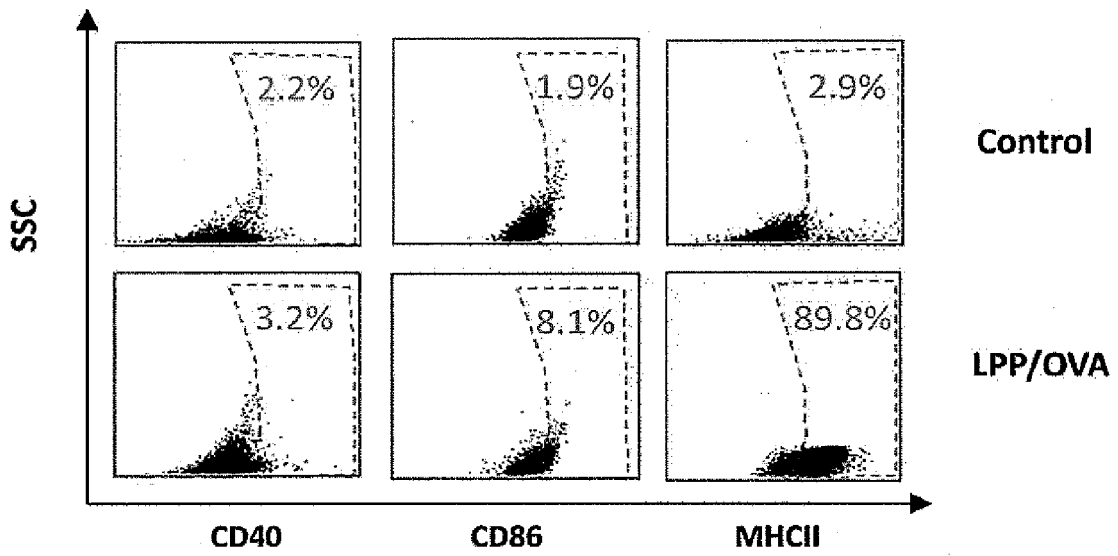 2.2% 1.9% 2.9%
Control
SSC
3.2% 8.1% 89.8%
LPP/OVA
CD40 CD86 MHCII